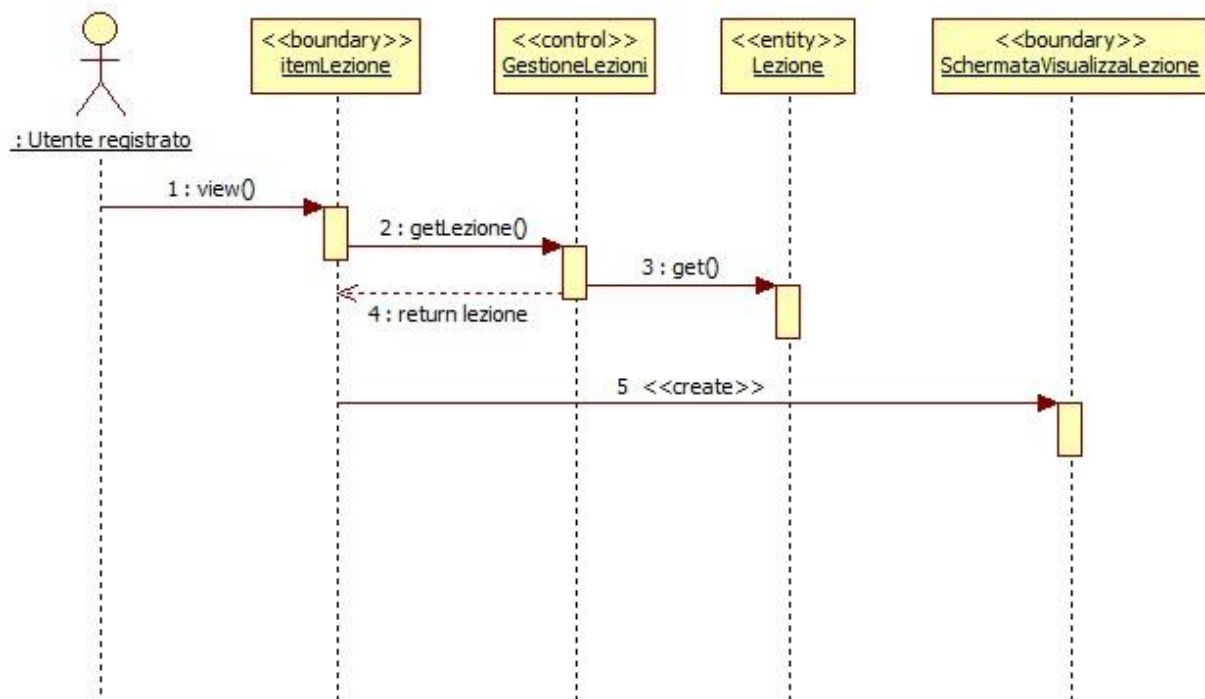 <<boundary>>
itemLezione
<<control>>
GestioneLezioni
<<entity>>
Lezione
<<boundary>>
SchermataVisualizzaLezione
: Utente registrato
1 : view()
2 : getLezione()
3 : get()
4 : return lezione
5 <<create>>